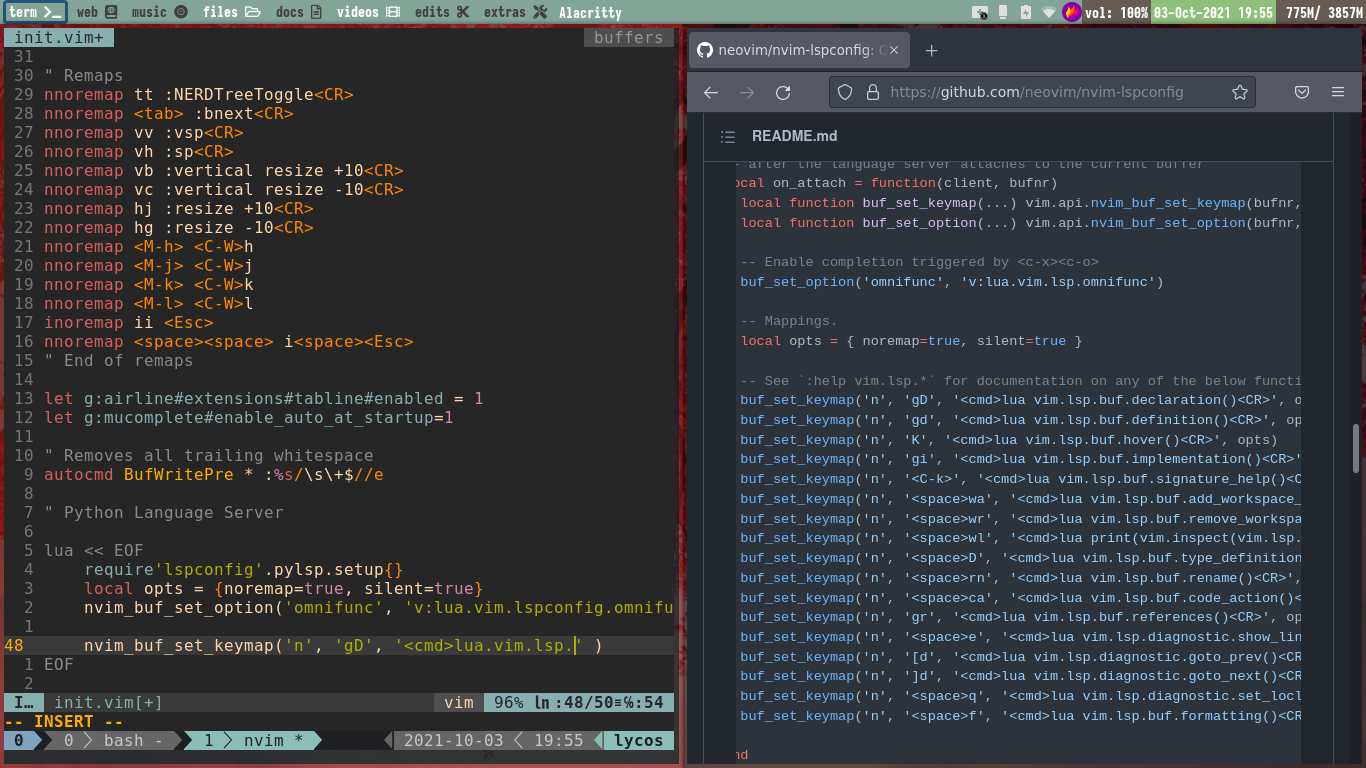 term web music files docs videos edits extras Alacritty vol: 100% 03-Oct-2021 19:55 775M/ 3857M
init.vim+ buffers
31
30 " Remaps
29 nnoremap tt :NERDTreeToggle<CR>
28 nnoremap <tab> :bnext<CR>
27 nnoremap vv :vsp<CR>
26 nnoremap vh :sp<CR>
25 nnoremap vb :vertical resize +10<CR>
24 nnoremap vc :vertical resize -10<CR>
23 nnoremap hj :resize +10<CR>
22 nnoremap hg :resize -10<CR>
21 nnoremap <M-h> <C-W>h
20 nnoremap <M-j> <C-W>j
19 nnoremap <M-k> <C-W>k
18 nnoremap <M-l> <C-W>l
17 inoremap ii <Esc>
16 nnoremap <space><space> i<space><Esc>
15 " End of remaps
14
13 let g:airline#extensions#tabline#enabled = 1
12 let g:mucomplete#enable_auto_at_startup=1
11
10 " Removes all trailing whitespace
9 autocmd BufWritePre * :%s/\s\+$//e
8
7 " Python Language Server
6
5 lua << EOF
4 require'lspconfig'.pylsp.setup{}
3 local opts = {noremap=true, silent=true}
2 nvim_buf_set_option('omnifunc', 'v:lua.vim.lspconfig.omnifu
1
48 nvim_buf_set_keymap('n', 'gD', '<cmd>lua.vim.lsp.' )
1 EOF
2
I… init.vim[+] vim 96% ln :48/50≡℅:54
-- INSERT --
0 0 bash - 1 nvim * 2021-10-03 19:55 lycos
neovim/nvim-lspconfig: C
https://github.com/neovim/nvim-lspconfig
README.md
- after the language server attaches to the current buffer
ocal on_attach = function(client, bufnr)
local function buf_set_keymap(...) vim.api.nvim_buf_set_keymap(bufnr,
local function buf_set_option(...) vim.api.nvim_buf_set_option(bufnr,
-- Enable completion triggered by <c-x><c-o>
buf_set_option('omnifunc', 'v:lua.vim.lsp.omnifunc')
-- Mappings.
local opts = { noremap=true, silent=true }
-- See `:help vim.lsp.*` for documentation on any of the below functi
buf_set_keymap('n', 'gD', '<cmd>lua vim.lsp.buf.declaration()<CR>', o
buf_set_keymap('n', 'gd', '<cmd>lua vim.lsp.buf.definition()<CR>', op
buf_set_keymap('n', 'K', '<cmd>lua vim.lsp.buf.hover()<CR>', opts)
buf_set_keymap('n', 'gi', '<cmd>lua vim.lsp.buf.implementation()<CR>'
buf_set_keymap('n', '<C-k>', '<cmd>lua vim.lsp.buf.signature_help()<C
buf_set_keymap('n', '<space>wa', '<cmd>lua vim.lsp.buf.add_workspace_
buf_set_keymap('n', '<space>wr', '<cmd>lua vim.lsp.buf.remove_workspa
buf_set_keymap('n', '<space>wl', '<cmd>lua print(vim.inspect(vim.lsp.
buf_set_keymap('n', '<space>D', '<cmd>lua vim.lsp.buf.type_definition
buf_set_keymap('n', '<space>rn', '<cmd>lua vim.lsp.buf.rename()<CR>',
buf_set_keymap('n', '<space>ca', '<cmd>lua vim.lsp.buf.code_action()<
buf_set_keymap('n', 'gr', '<cmd>lua vim.lsp.buf.references()<CR>', op
buf_set_keymap('n', '<space>e', '<cmd>lua vim.lsp.diagnostic.show_lin
buf_set_keymap('n', '[d', '<cmd>lua vim.lsp.diagnostic.goto_prev()<CR
buf_set_keymap('n', ']d', '<cmd>lua vim.lsp.diagnostic.goto_next()<CR
buf_set_keymap('n', '<space>q', '<cmd>lua vim.lsp.diagnostic.set_locl
buf_set_keymap('n', '<space>f', '<cmd>lua vim.lsp.buf.formatting()<CR
nd